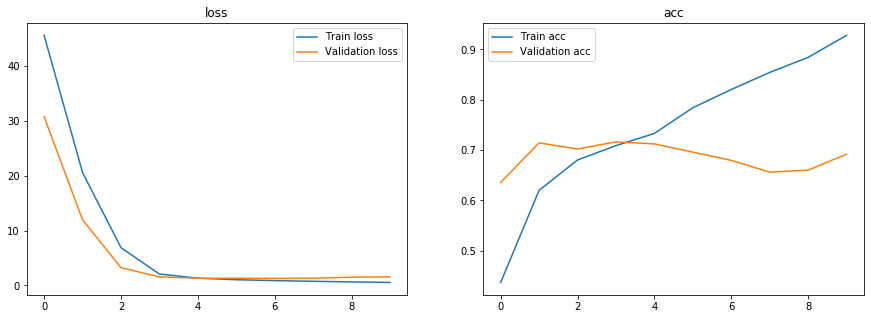 loss
Train loss
Validation loss
40
30
20
10
0
0 2 4 6 8
acc
Train acc
Validation acc
0.9
0.8
0.7
0.6
0.5
0 2 4 6 8